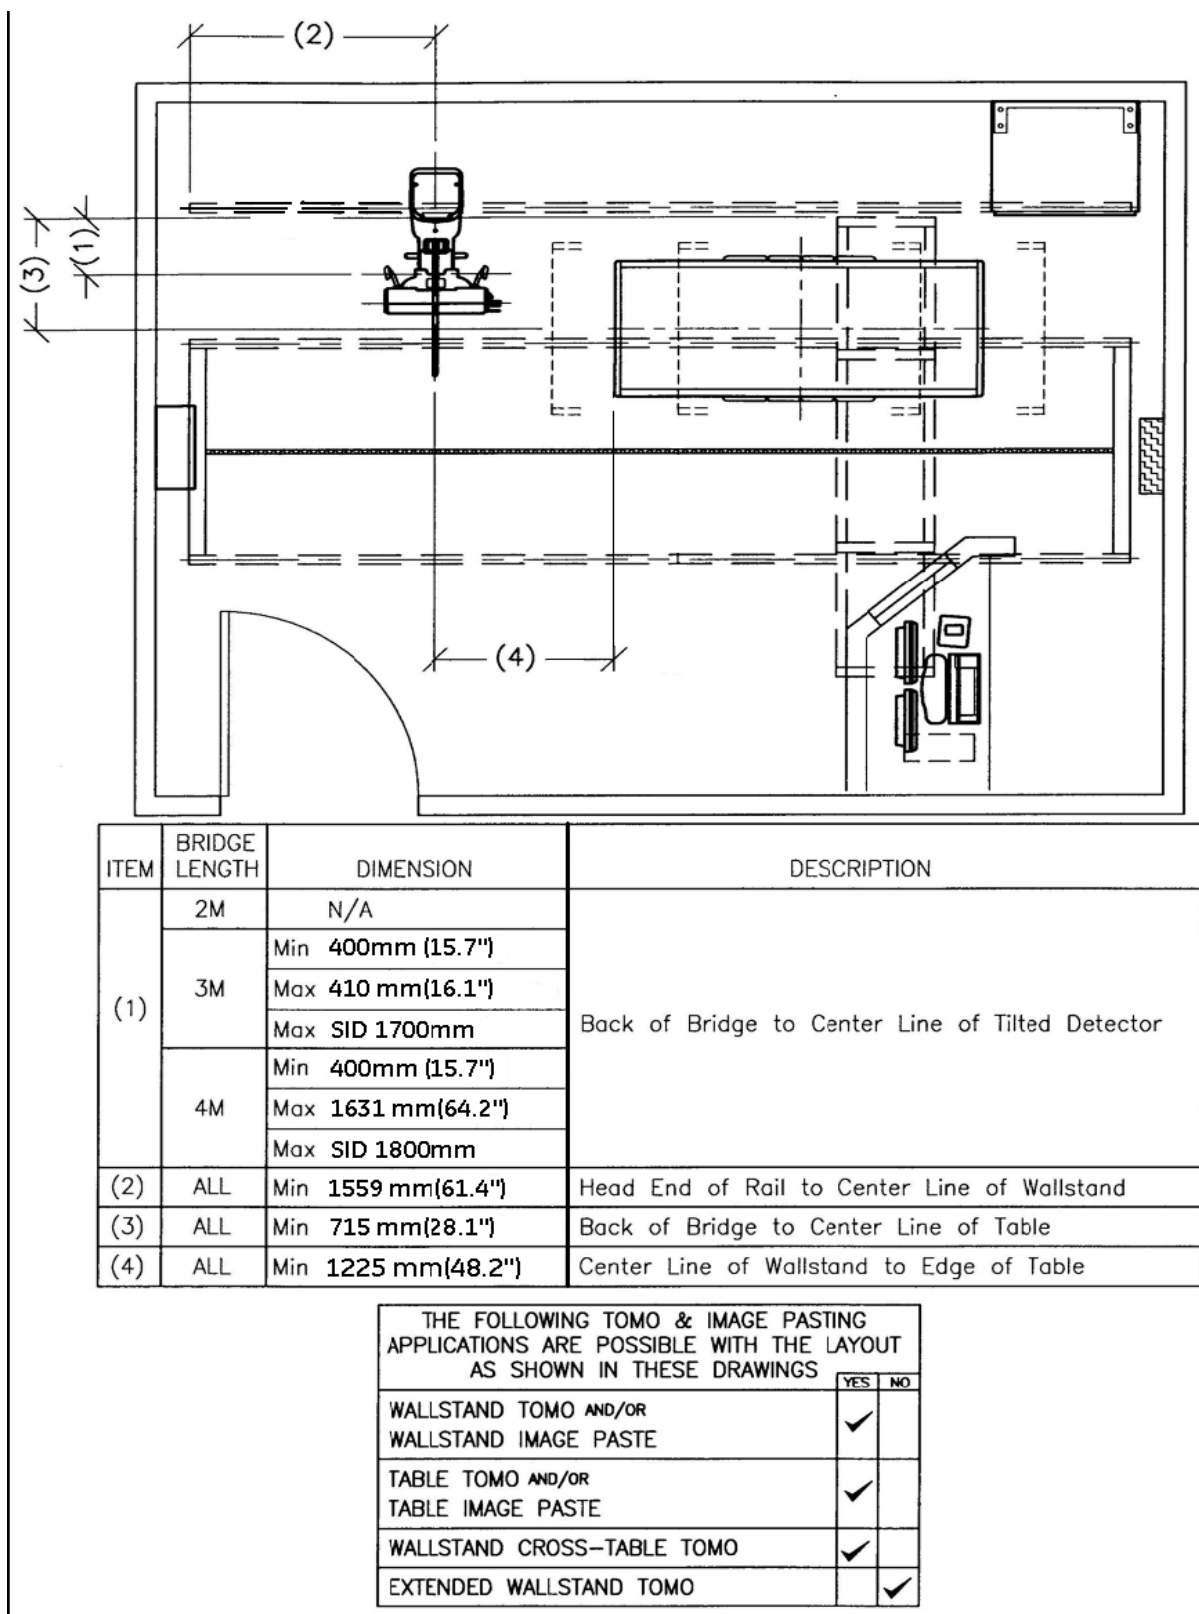 (2)
(1)
(3)
(4)
ITEM BRIDGE LENGTH DIMENSION DESCRIPTION
(1) 2M N/A Back of Bridge to Center Line of Tilted Detector
3M Min 400mm (15.7")
Max 410 mm(16.1")
Max SID 1700mm
4M Min 400mm (15.7")
Max 1631 mm(64.2")
Max SID 1800mm
(2) ALL Min 1559 mm(61.4") Head End of Rail to Center Line of Wallstand
(3) ALL Min 715 mm(28.1") Back of Bridge to Center Line of Table
(4) ALL Min 1225 mm(48.2") Center Line of Wallstand to Edge of Table
THE FOLLOWING TOMO & IMAGE PASTING
APPLICATIONS ARE POSSIBLE WITH THE LAYOUT
AS SHOWN IN THESE DRAWINGS YES NO
WALLSTAND TOMO AND/OR
WALLSTAND IMAGE PASTE
TABLE TOMO AND/OR
TABLE IMAGE PASTE
WALLSTAND CROSS-TABLE TOMO
EXTENDED WALLSTAND TOMO